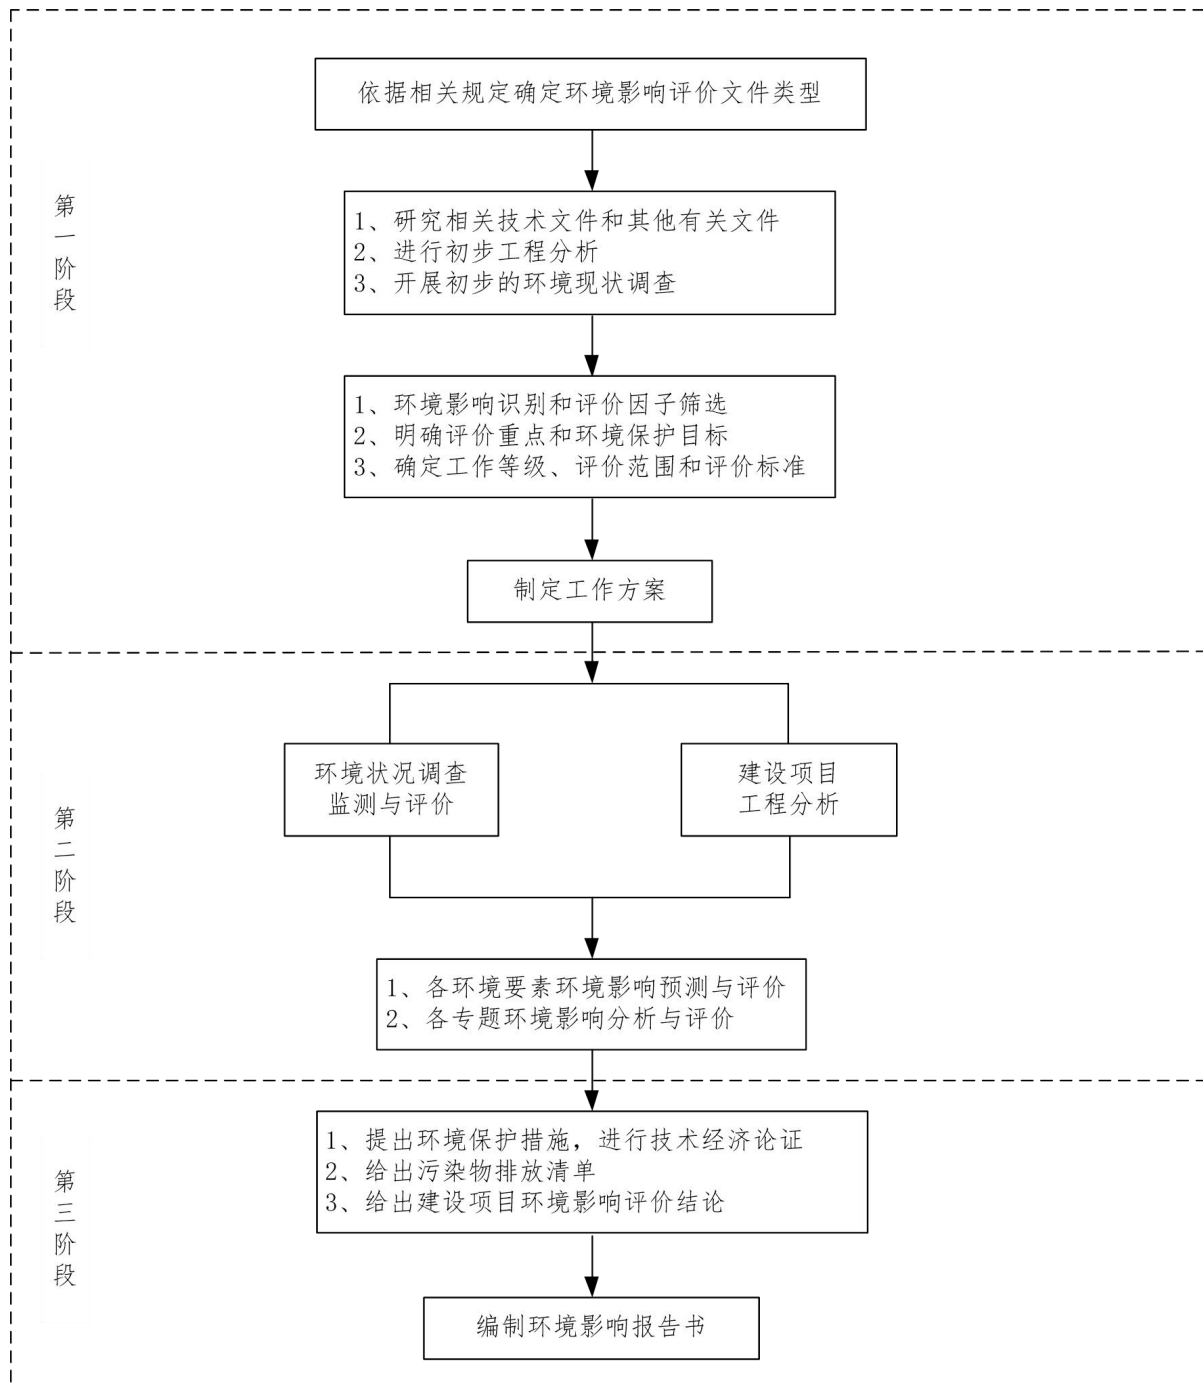 依据相关规定确定环境影响评价文件类型
第一阶段
1、研究相关技术文件和其他有关文件
2、进行初步工程分析
3、开展初步的环境现状调查
1、环境影响识别和评价因子筛选
2、明确评价重点和环境保护目标
3、确定工作等级、评价范围和评价标准
制定工作方案
第二阶段
环境状况调查
监测与评价
建设项目
工程分析
1、各环境要素环境影响预测与评价
2、各专题环境影响分析与评价
第三阶段
1、提出环境保护措施，进行技术经济论证
2、给出污染物排放清单
3、给出建设项目环境影响评价结论
编制环境影响报告书